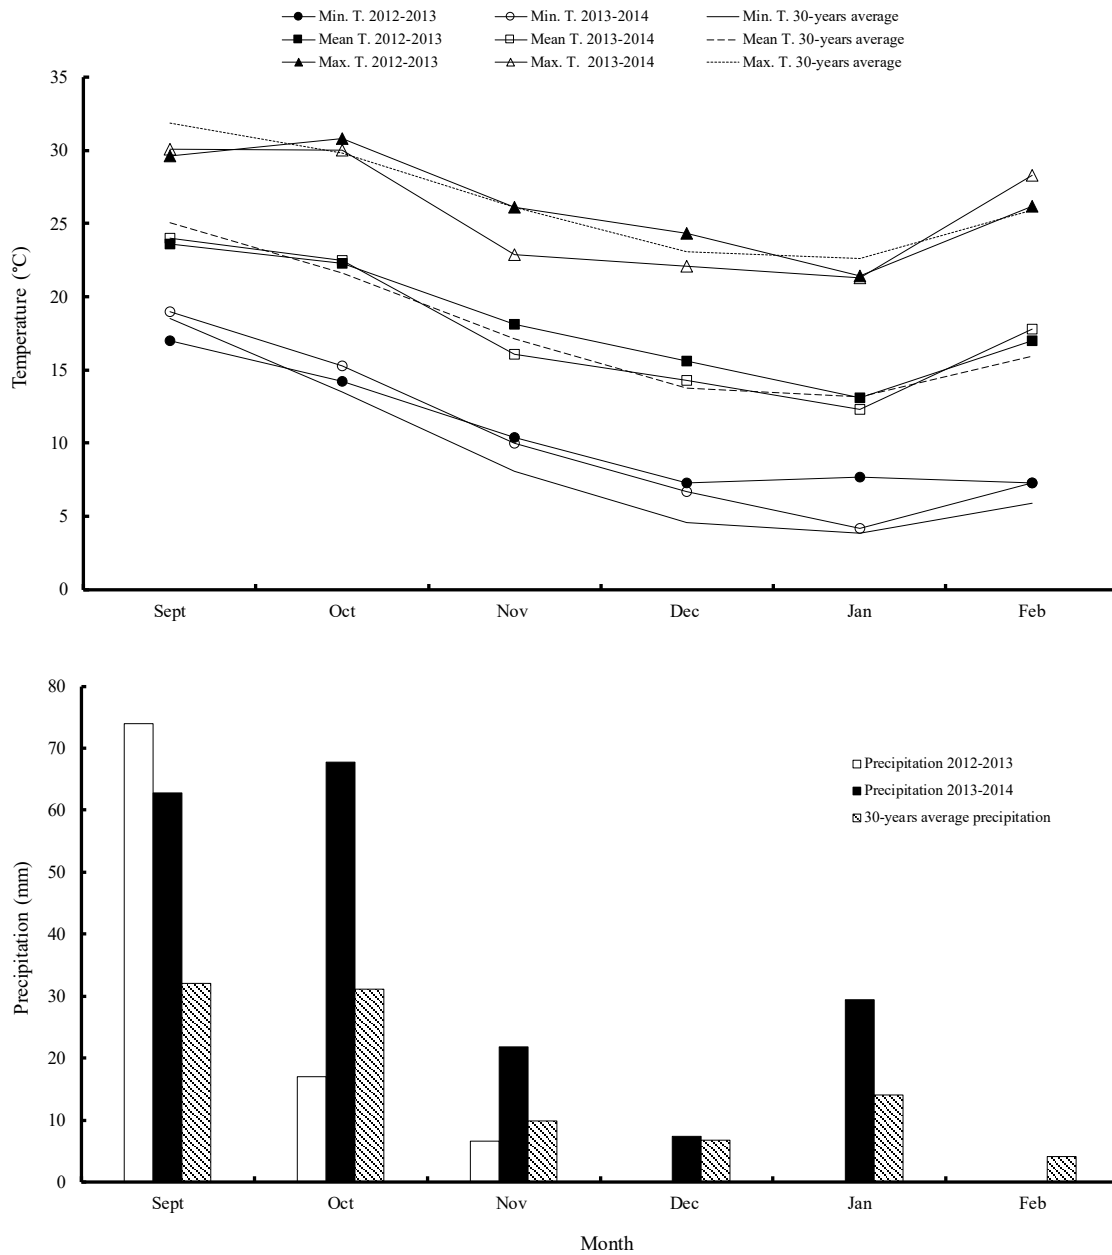 Min. T. 2012-2013 Min. T. 2013-2014 Min. T. 30-years average
Mean T. 2012-2013 Mean T. 2013-2014 Mean T. 30-years average
Max. T. 2012-2013 Max. T. 2013-2014 Max. T. 30-years average
35
30
25
20
15
10
5
0
Temperature (°C)
Sept Oct Nov Dec Jan Feb
80
70
60
50
40
30
20
10
0
Precipitation (mm)
Precipitation 2012-2013
Precipitation 2013-2014
30-years average precipitation
Sept Oct Nov Dec Jan Feb
Month